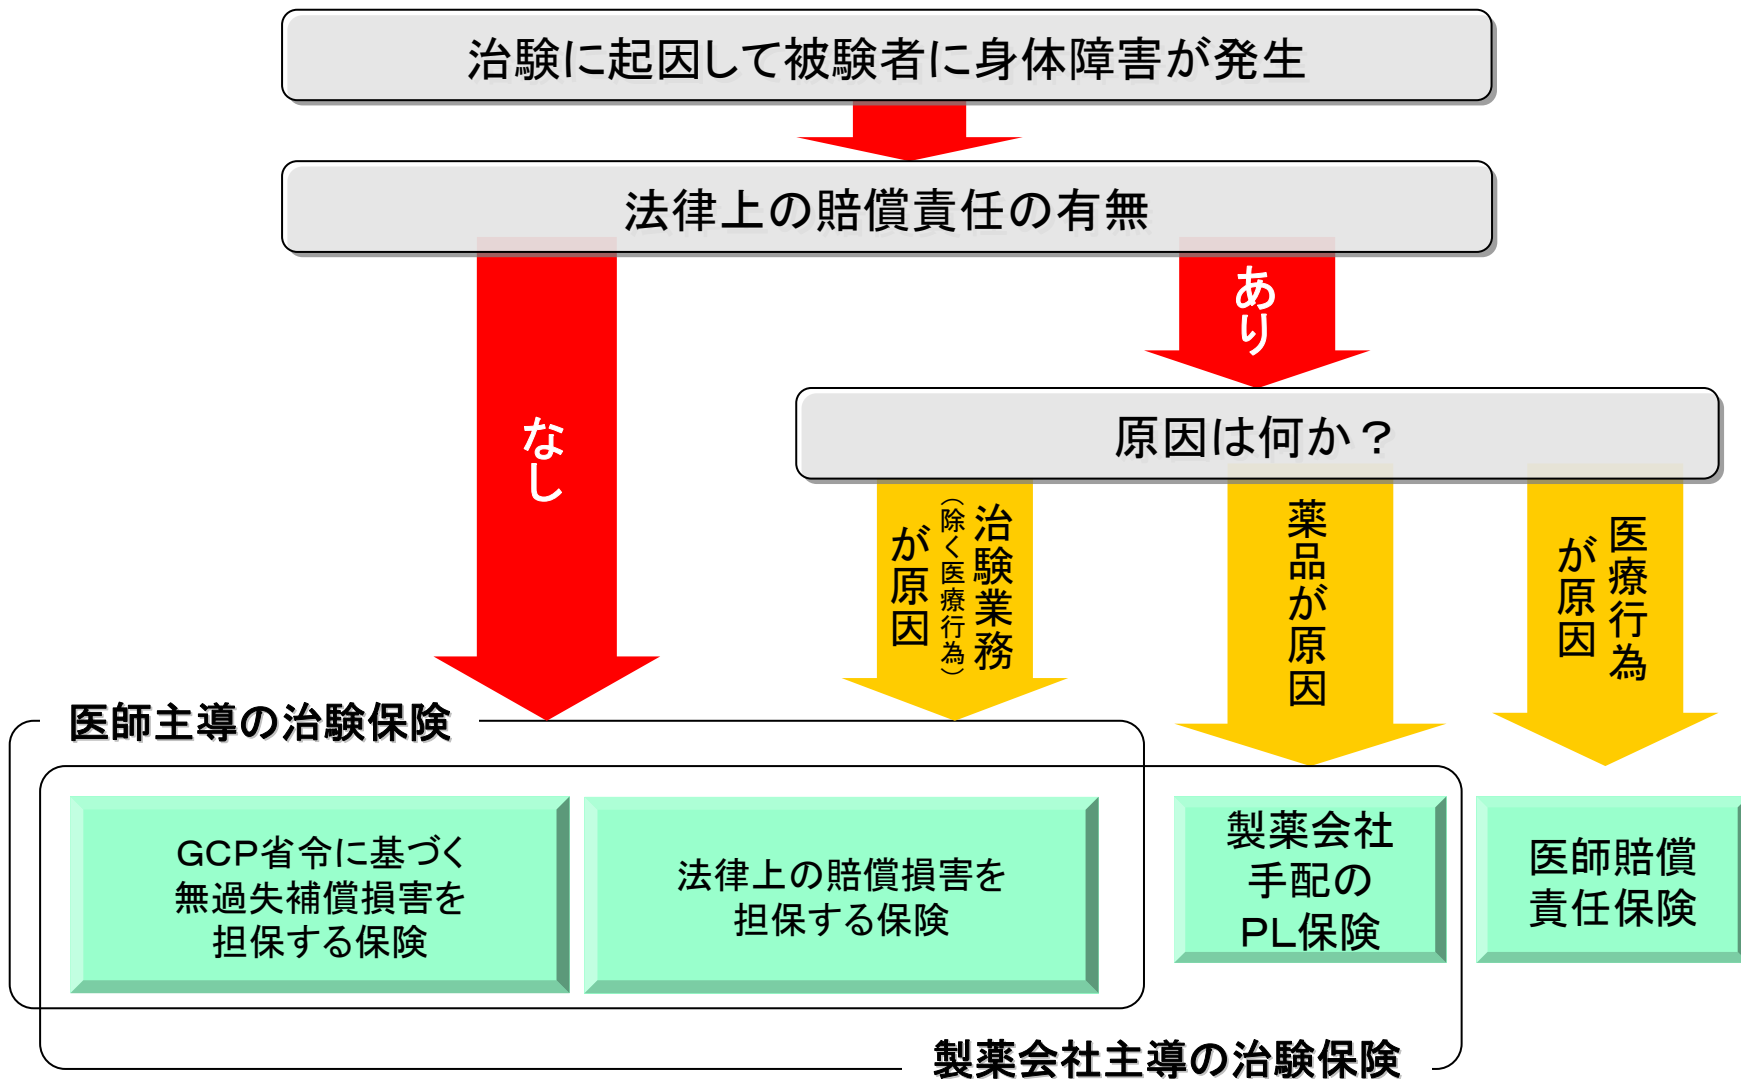 治験に起因して被験者に身体障害が発生
法律上の賠償責任の有無
なし
あり
原因は何か？
治験業務
（除く医療行為）
が原因
薬品が原因
医療行為
が原因
医師主導の治験保険
GCP省令に基づく
無過失補償損害を
担保する保険
法律上の賠償損害を
担保する保険
製薬会社
手配の
PL保険
医師賠償
責任保険
製薬会社主導の治験保険